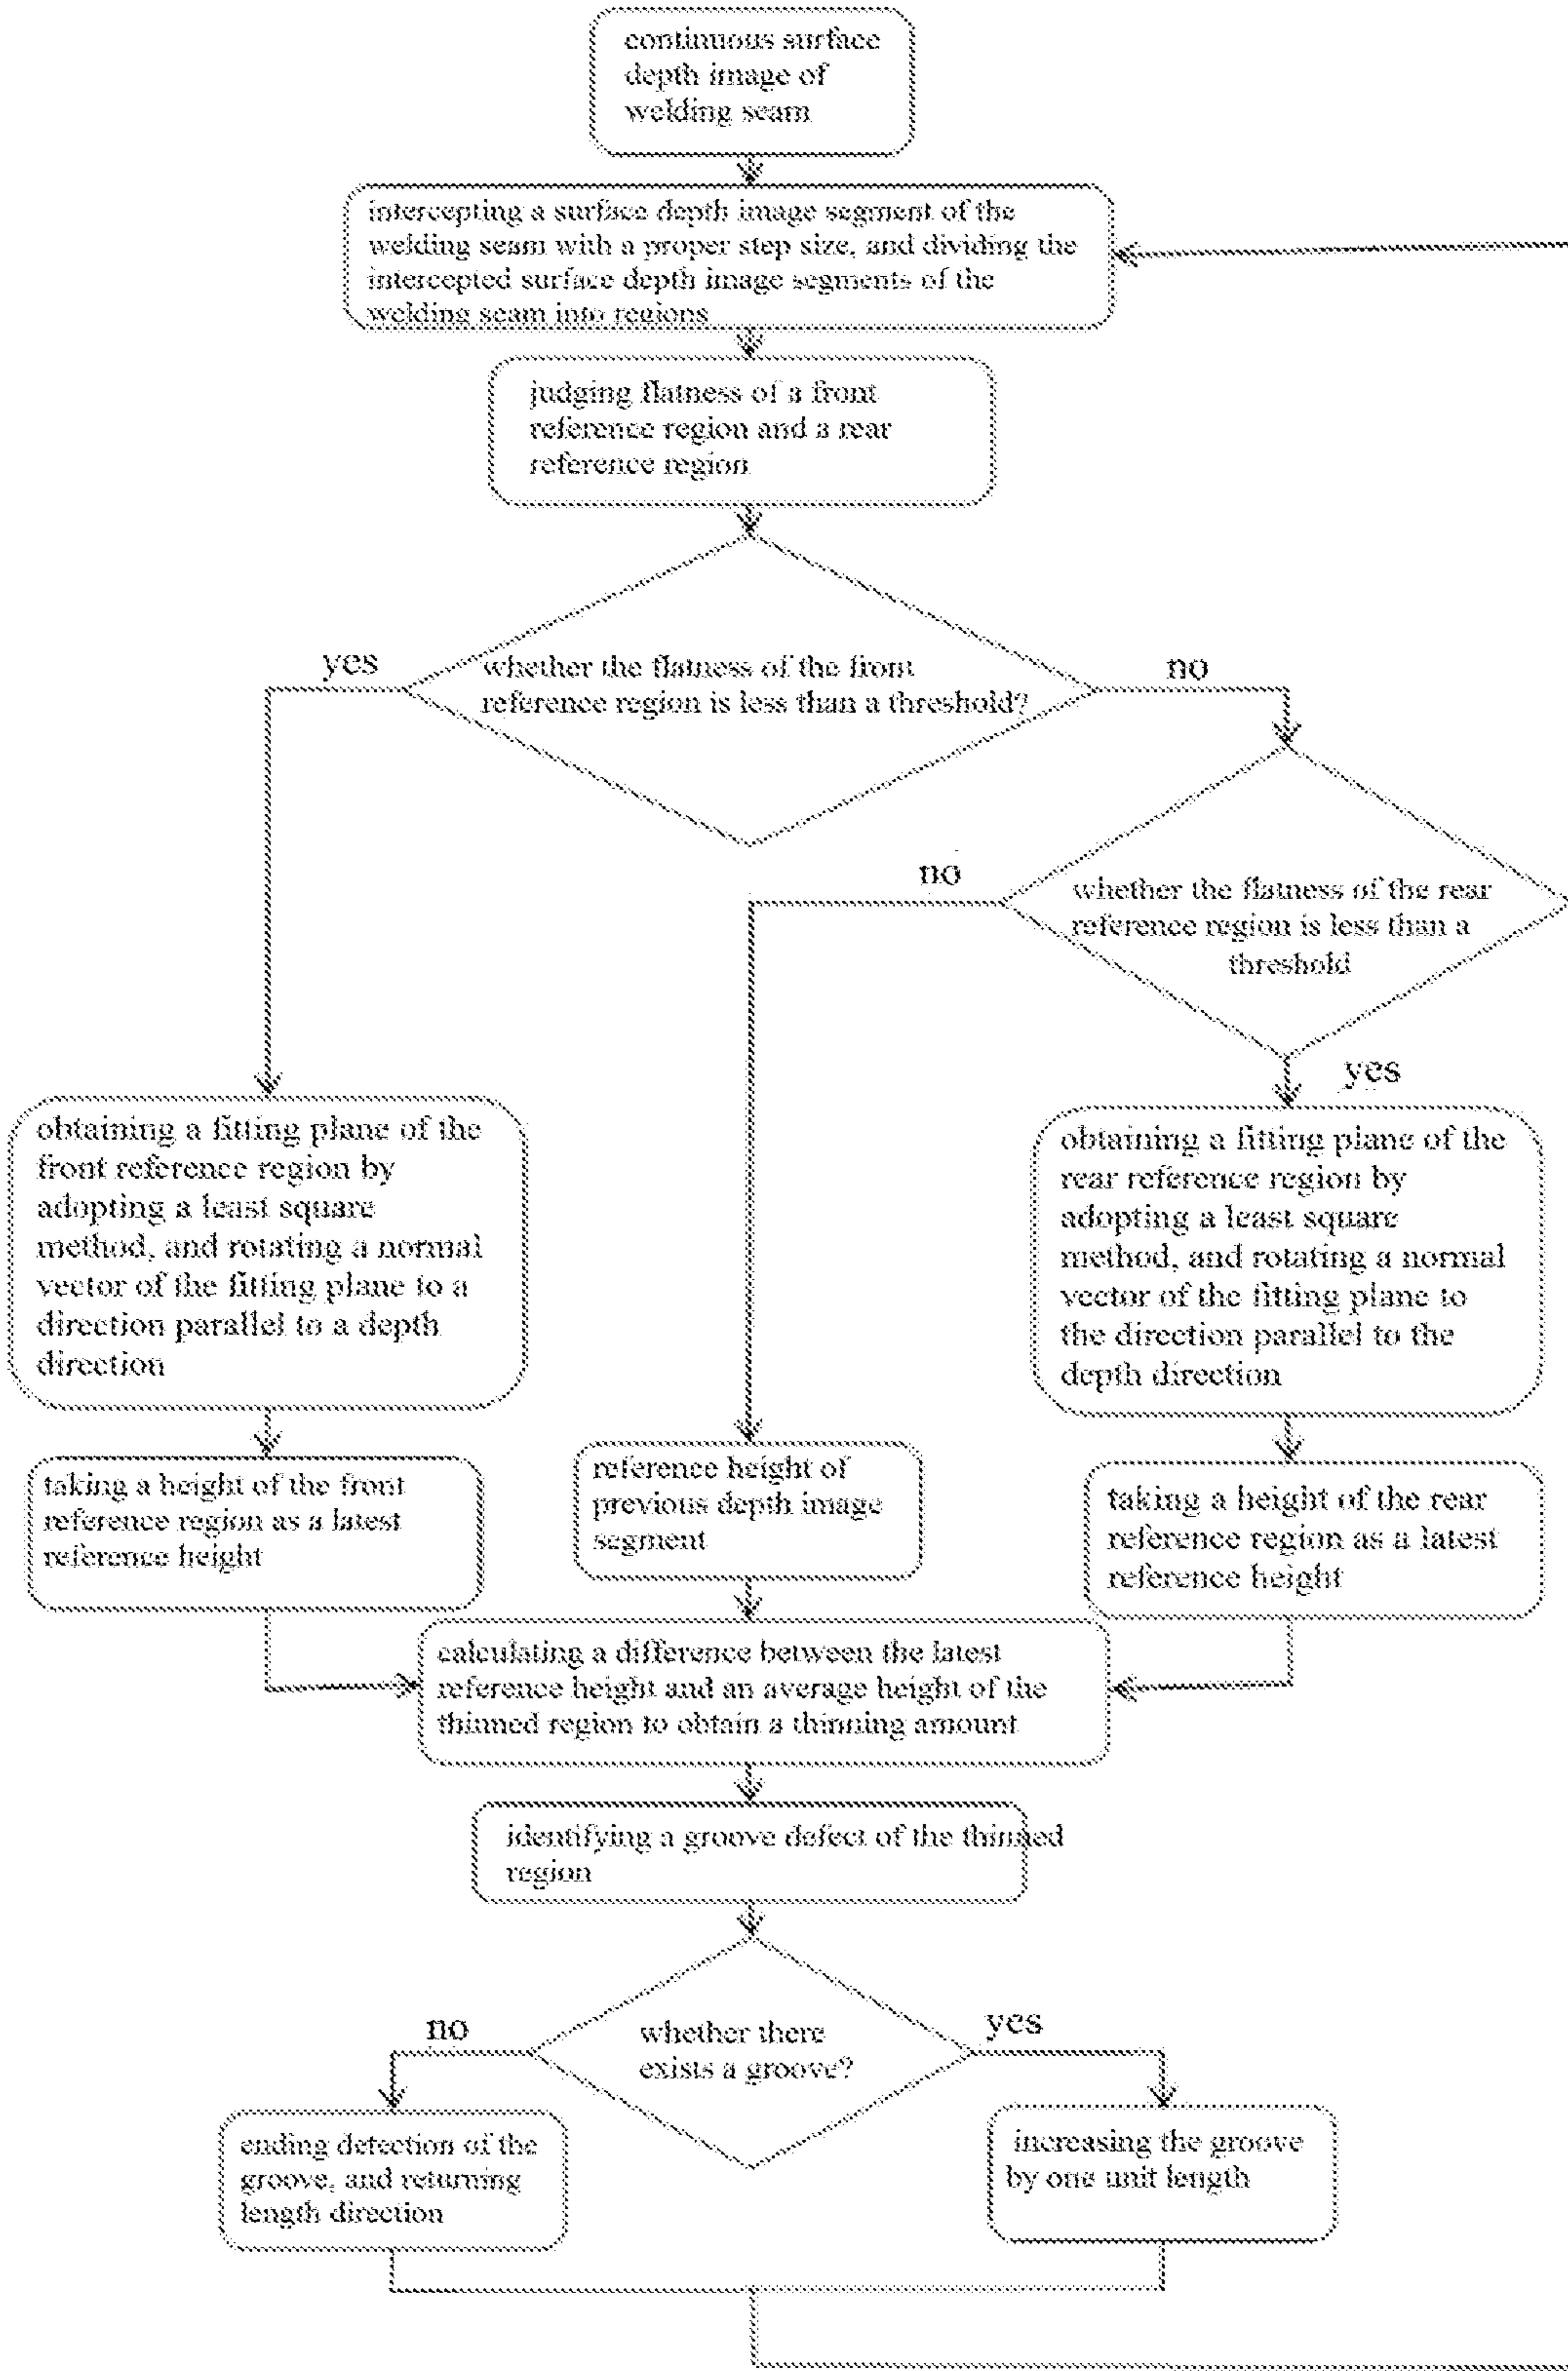 continuous surface
depth image of
welding seam
intercepting a surface depth image segment of the
welding seam with a proper step size, and dividing the
intercepted surface depth image segments of the
welding seam into regions
judging flatness of a front
reference region and a rear
reference region
yes
whether the flatness of the front
reference region is less than a threshold?
no
no
whether the flatness of the rear
reference region is less than a
threshold
yes
obtaining a fitting plane of the
front reference region by
adopting a least square
method, and rotating a normal
vector of the fitting plane to a
direction parallel to a depth
direction
obtaining a fitting plane of the
rear reference region by
adopting a least square
method, and rotating a normal
vector of the fitting plane to
the direction parallel to the
depth direction
taking a height of the front
reference region as a latest
reference height
reference height of
previous depth image
segment
taking a height of the rear
reference region as a latest
reference height
calculating a difference between the latest
reference height and an average height of the
thinned region to obtain a thinning amount
identifying a groove defect of the thinned
region
no
whether there
exists a groove?
yes
ending detection of the
groove, and returning
length direction
increasing the groove
by one unit length